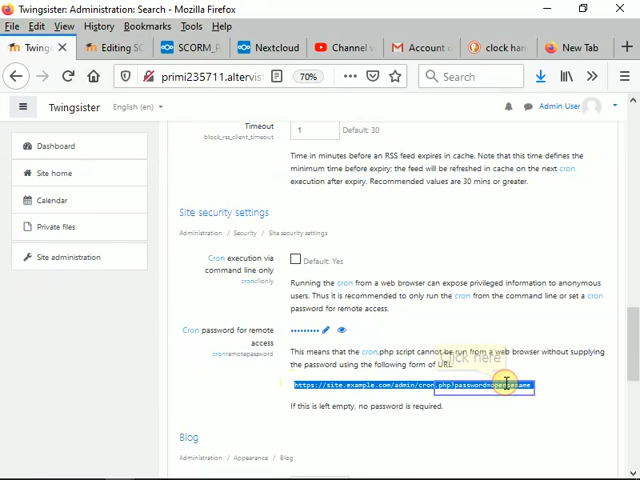 Twingsister: Administration: Search - Mozilla Firefox
File Edit View History Bookmarks Tools Help
Twingsis
Editing SC
SCORM_P
Nextcloud
Channel v
Account o
clock han
New Tab
primi235711.altervist
70%
Search
Twingsister
English (en)
Admin User
Dashboard
Site home
Calendar
Private files
Site administration
Timeout
block_rss_client_timeout
1
Default: 30
Time in minutes before an RSS feed expires in cache. Note that this time defines the
minimum time before expiry; the feed will be refreshed in cache on the next cron
execution after expiry. Recommended values are 30 mins or greater.
Site security settings
Administration / Security / Site security settings
Cron execution via
command line only
cronclionly
Default: Yes
Running the cron from a web browser can expose privileged information to anonymous
users. Thus it is recommended to only run the cron from the command line or set a cron
password for remote access.
Cron password for remote
access
cronremotepassword
•••••••••
This means that the cron.php script cannot be run from a web browser without supplying
the password using the following form of URL:
Click here
https://site.example.com/admin/cron.php?password=opensesame
If this is left empty, no password is required.
Blog
Administration / Appearance / Blog